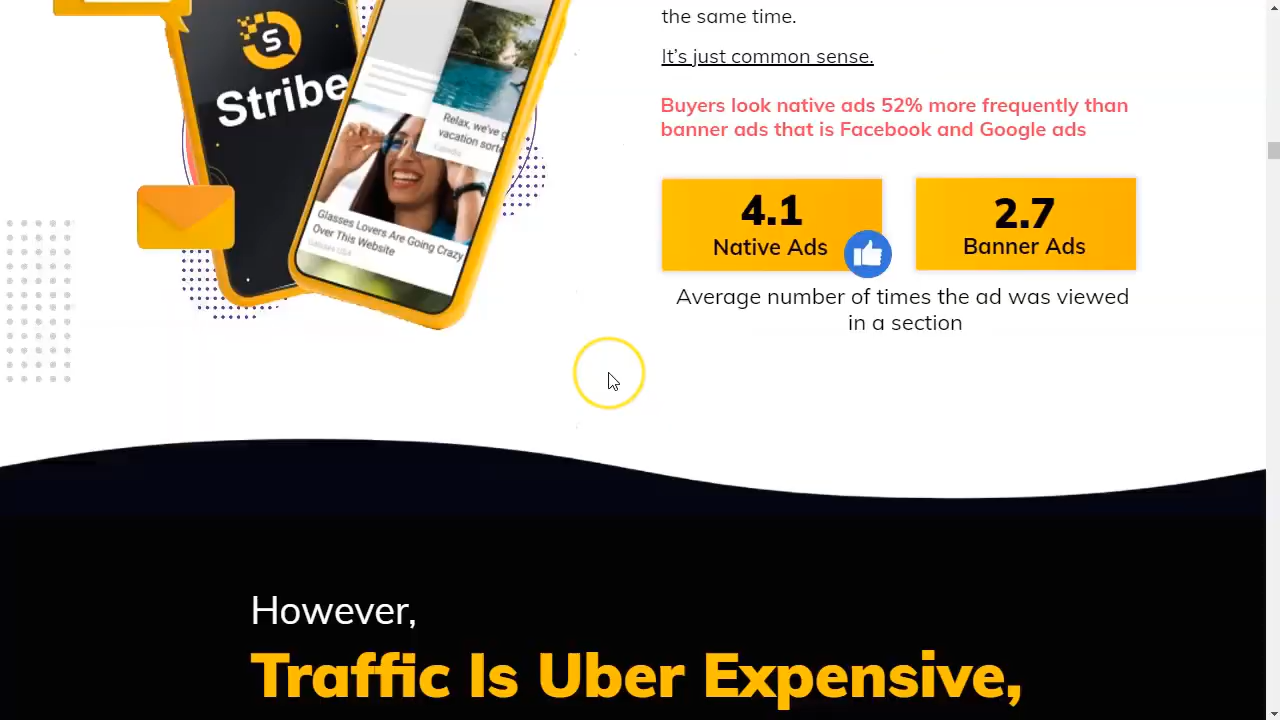 the same time.
It's just common sense.
Buyers look native ads 52% more frequently than
banner ads that is Facebook and Google ads
4.1
Native Ads
2.7
Banner Ads
Average number of times the ad was viewed
in a section
S
Stribe
Relax, we've g
vacation sort
Glasses Lovers Are Going Crazy
Over This Website
However,
Traffic Is Uber Expensive,